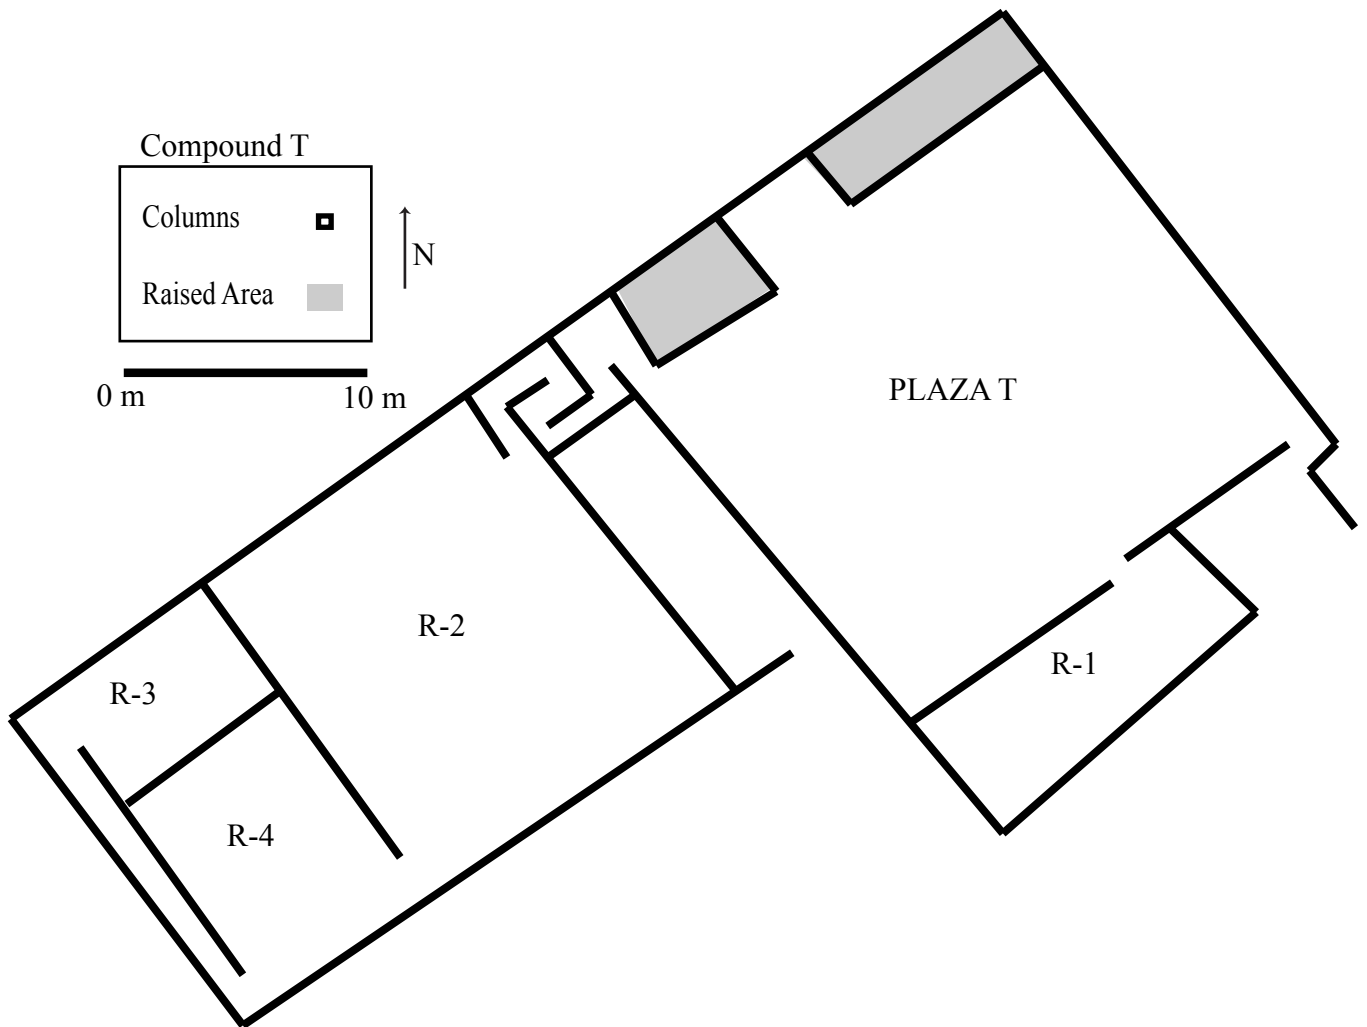 Compound T
Columns
N
Raised Area
0 m
10 m
PLAZA T
R-2
R-1
R-3
R-4